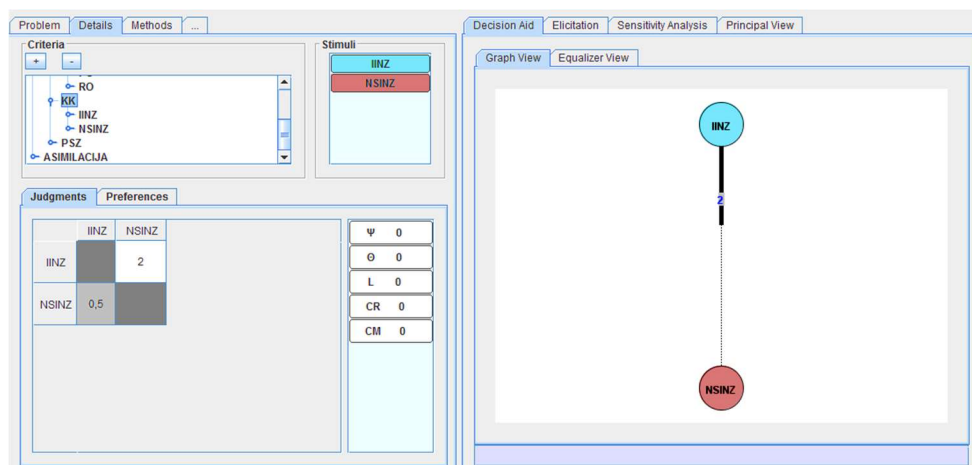 Problem Details Methods ...
Criteria
+ -
RO
KK
IINZ
NSINZ
PSZ
ASIMILACIJA
Stimuli
IINZ
NSINZ
Judgments Preferences
IINZ NSINZ
IINZ 2
NSINZ 0,5
Ψ 0
Θ 0
L 0
CR 0
CM 0
Decision Aid Elicitation Sensitivity Analysis Principal View
Graph View Equalizer View
IINZ
2
NSINZ